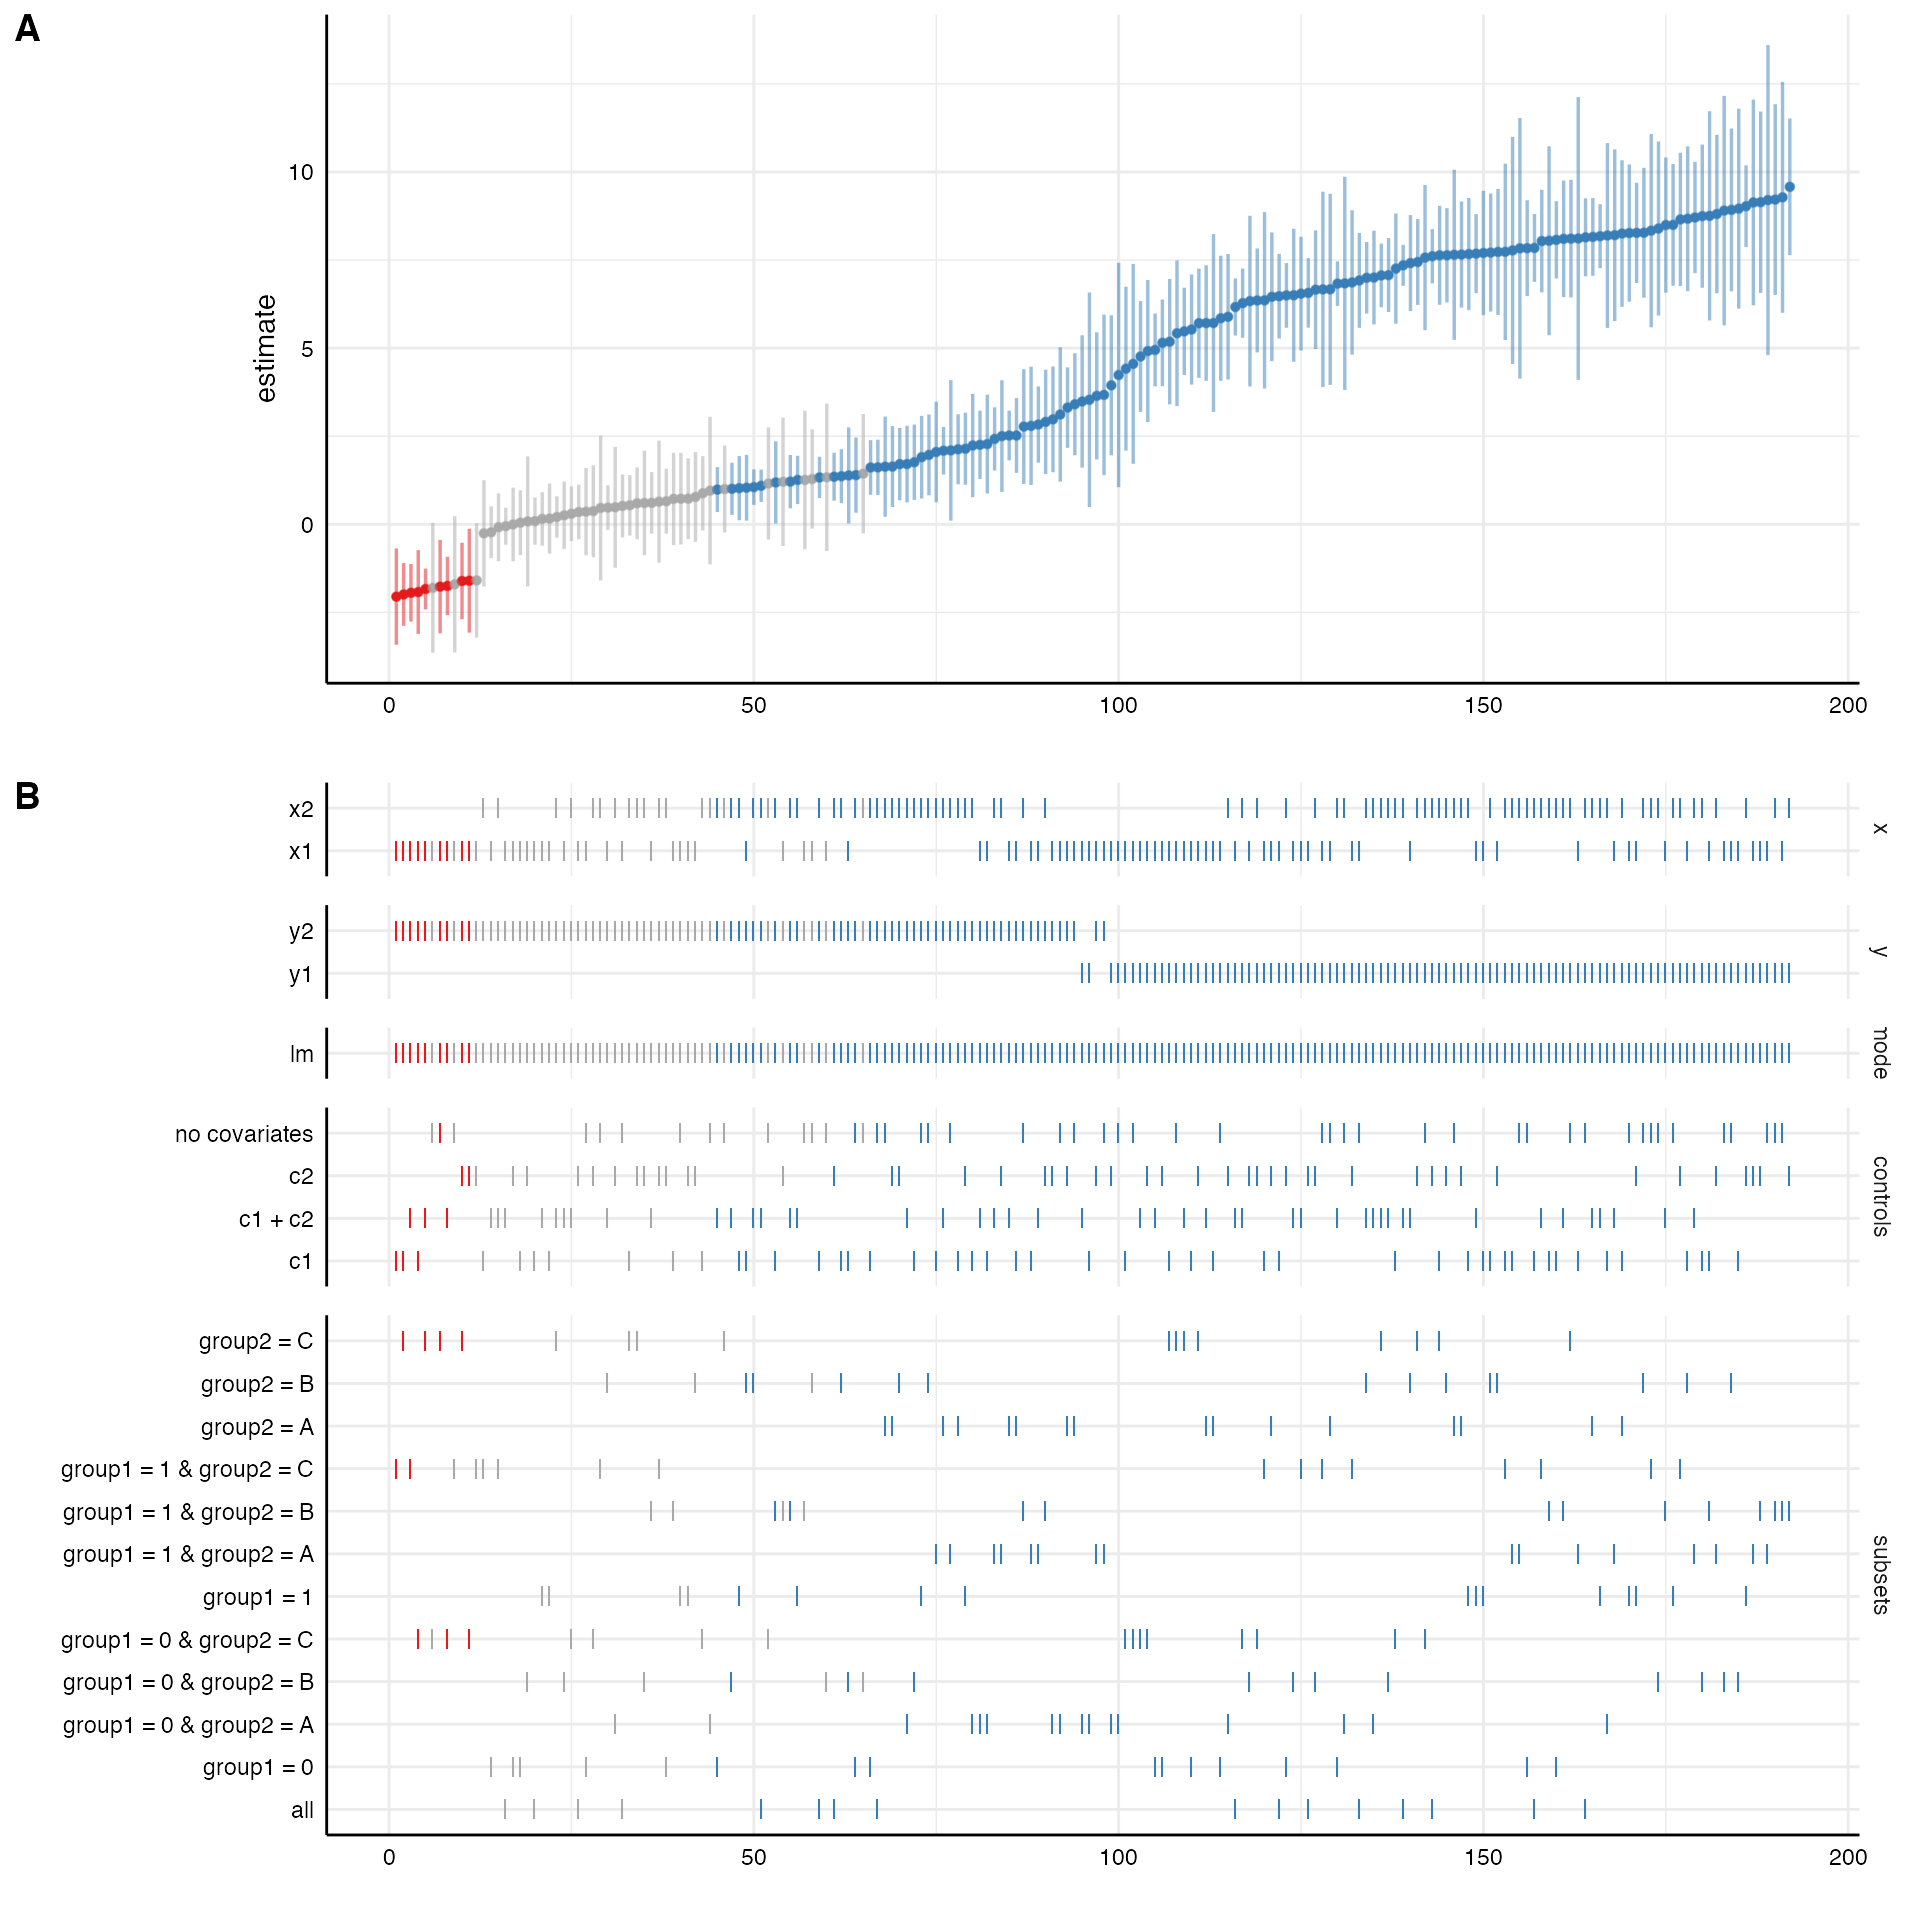 A
10
5
0
estimate
0 50 100 150 200
B
x2
x1
x
y2
y1
y
lm
mode
no covariates
c2
c1 + c2
c1
controls
group2 = C
group2 = B
group2 = A
group1 = 1 & group2 = C
group1 = 1 & group2 = B
group1 = 1 & group2 = A
group1 = 1
group1 = 0 & group2 = C
group1 = 0 & group2 = B
group1 = 0 & group2 = A
group1 = 0
all
subsets
0 50 100 150 200